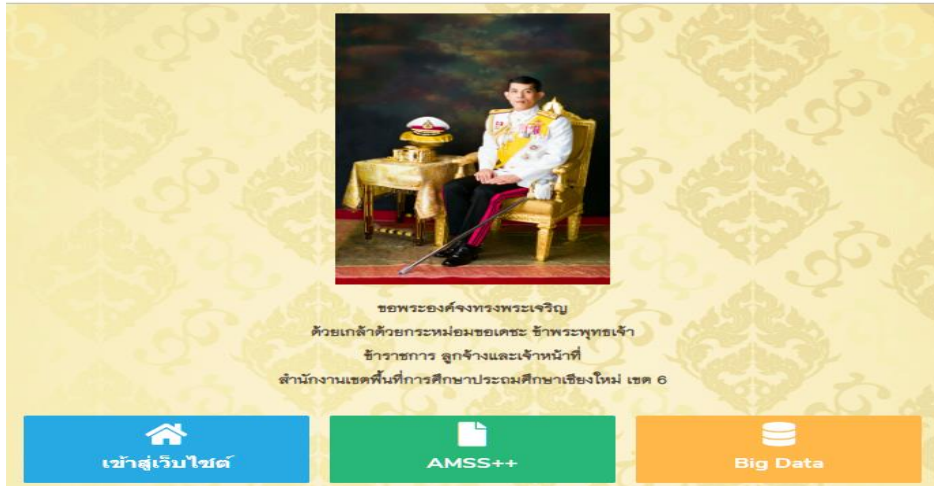 ขอพระองค์จงทรงพระเจริญ
ด้วยเกล้าด้วยกระหม่อมขอเดชะ ข้าพระพุทธเจ้า
ข้าราชการ ลูกจ้างและเจ้าหน้าที่
สำนักงานเขตพื้นที่การศึกษาประถมศึกษาเชียงใหม่ เขต 6
เข้าสู่เว็บไซต์
AMSS++
Big Data